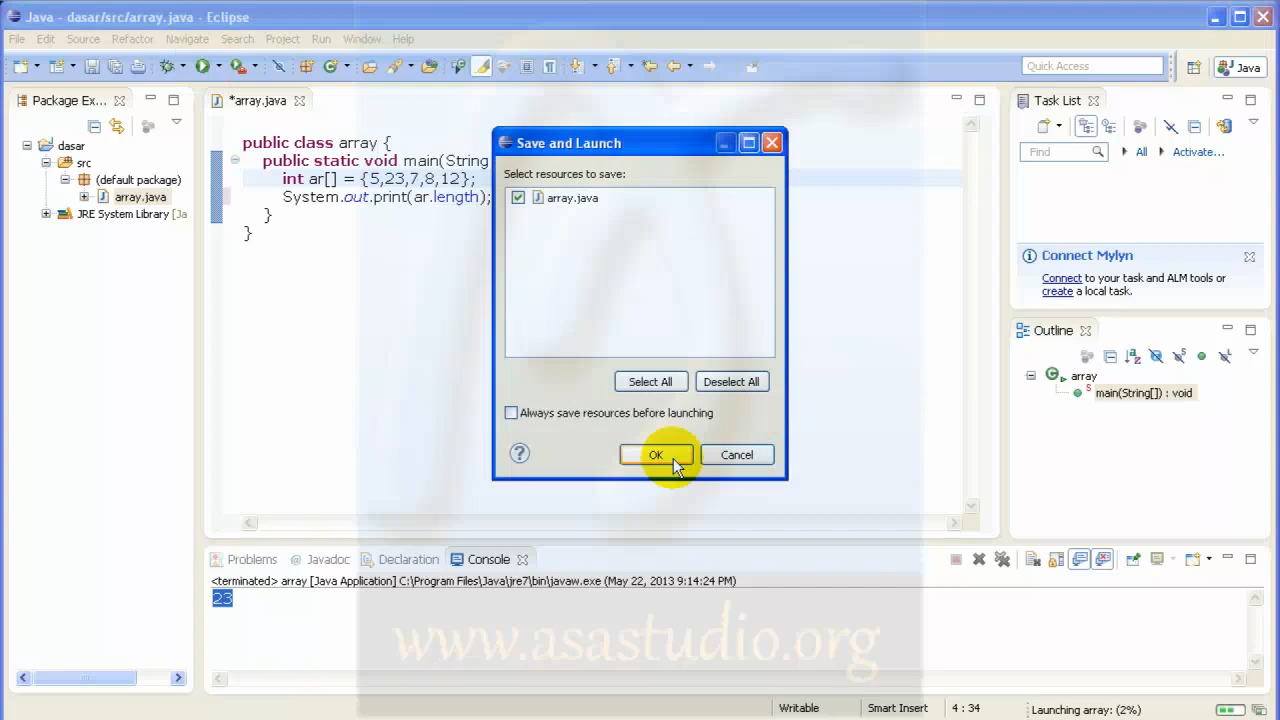 Java - dasar/src/array.java - Eclipse
File Edit Source Refactor Navigate Search Project Run Window Help
Quick Access
Java
Package Ex...
dasar
src
(default package)
array.java
JRE System Library [Ja
*array.java
public class array {
public static void main(String
int ar[] = {5,23,7,8,12};
System.out.print(ar.length);
}
}
Save and Launch
Select resources to save:
array.java
Select All
Deselect All
Always save resources before launching
OK
Cancel
Task List
Find
All
Activate...
Connect Mylyn
Connect to your task and ALM tools or
create a local task.
Outline
array
main(String[]) : void
Problems @ Javadoc Declaration Console
<terminated> array [Java Application] C:\Program Files\Java\jre7\bin\javaw.exe (May 22, 2013 9:14:24 PM)
23
www.asastudio.org
Writable
Smart Insert
4 : 34
Launching array: (2%)